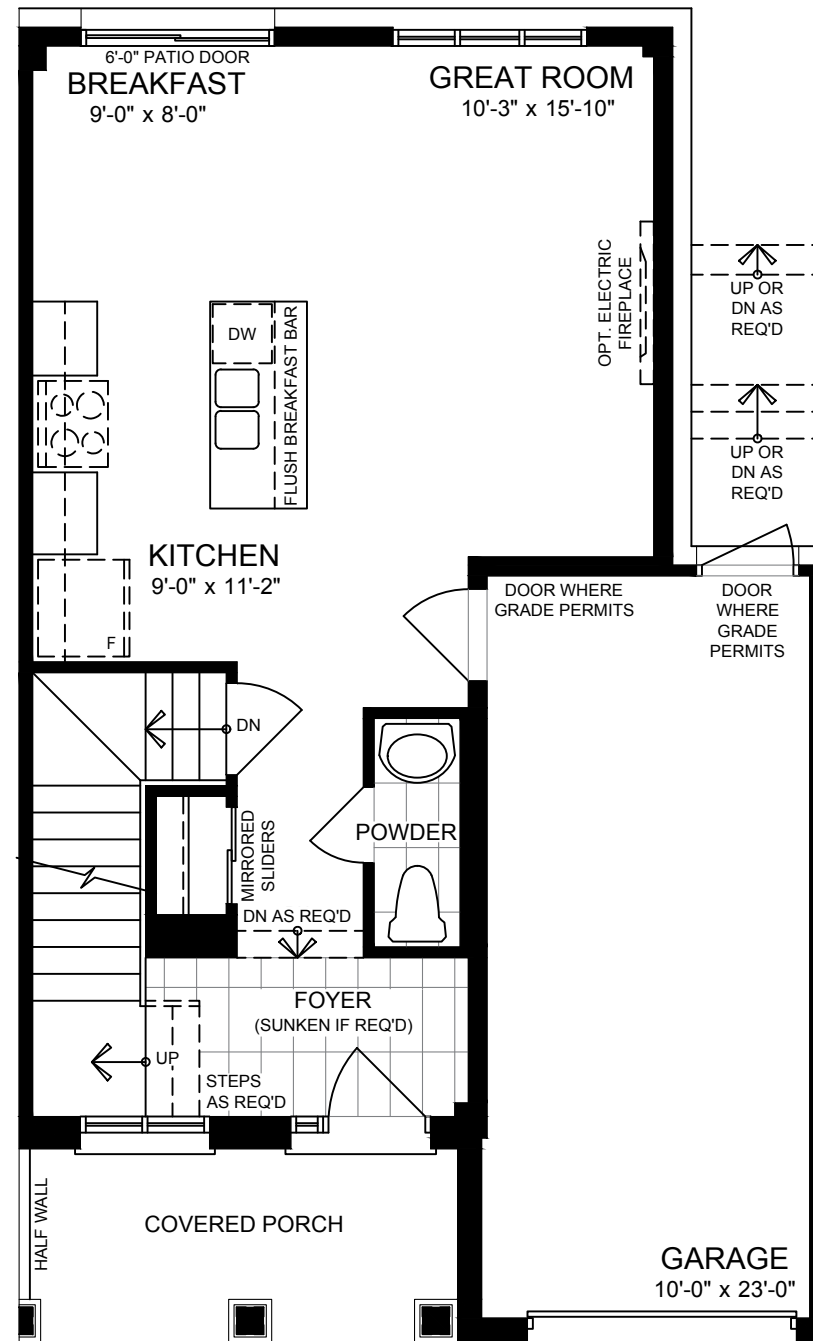 6'-0" PATIO DOOR
BREAKFAST
9'-0" x 8'-0"
GREAT ROOM
10'-3" x 15'-10"
OPT. ELECTRIC
FIREPLACE
UP OR
DN AS
REQ'D
UP OR
DN AS
REQ'D
DW
FLUSH BREAKFAST BAR
KITCHEN
9'-0" x 11'-2"
F
DOOR WHERE
GRADE PERMITS
DOOR
WHERE
GRADE
PERMITS
DN
MIRRORED
SLIDERS
POWDER
DN AS REQ'D
FOYER
(SUNKEN IF REQ'D)
UP
STEPS
AS REQ'D
HALF WALL
COVERED PORCH
GARAGE
10'-0" x 23'-0"